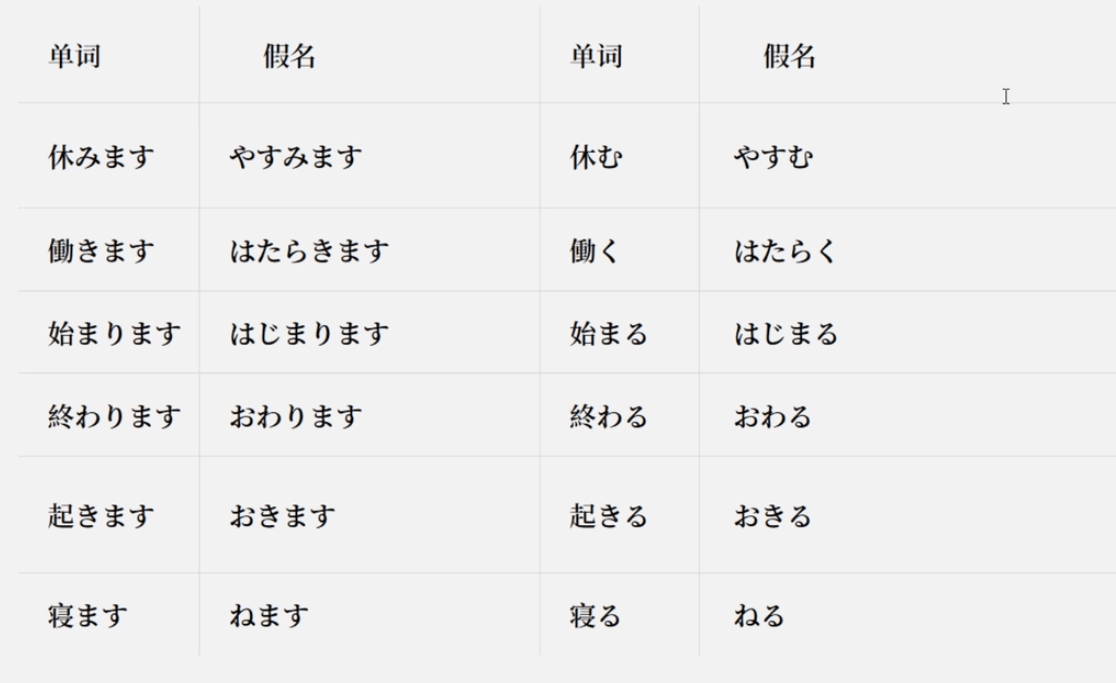 单词 假名 单词 假名
休みます やすみます 休む やすむ
働きます はたらきます 働く はたらく
始まります はじまります 始まる はじまる
終わります おわります 終わる おわる
起きます おきます 起きる おきる
寝ます ねます 寝る ねる